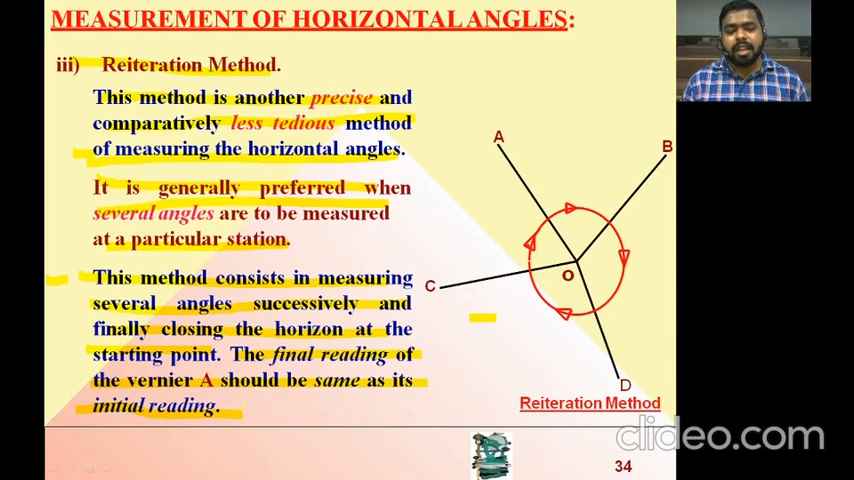 MEASUREMENT OF HORIZONTAL ANGLES:
iii) Reiteration Method.
This method is another precise and
comparatively less tedious method
of measuring the horizontal angles.
It is generally preferred when
several angles are to be measured
at a particular station.
This method consists in measuring
several angles successively and
finally closing the horizon at the
starting point. The final reading of
the vernier A should be same as its
initial reading.
A
B
O
C
D
Reiteration Method
clideo.com
34